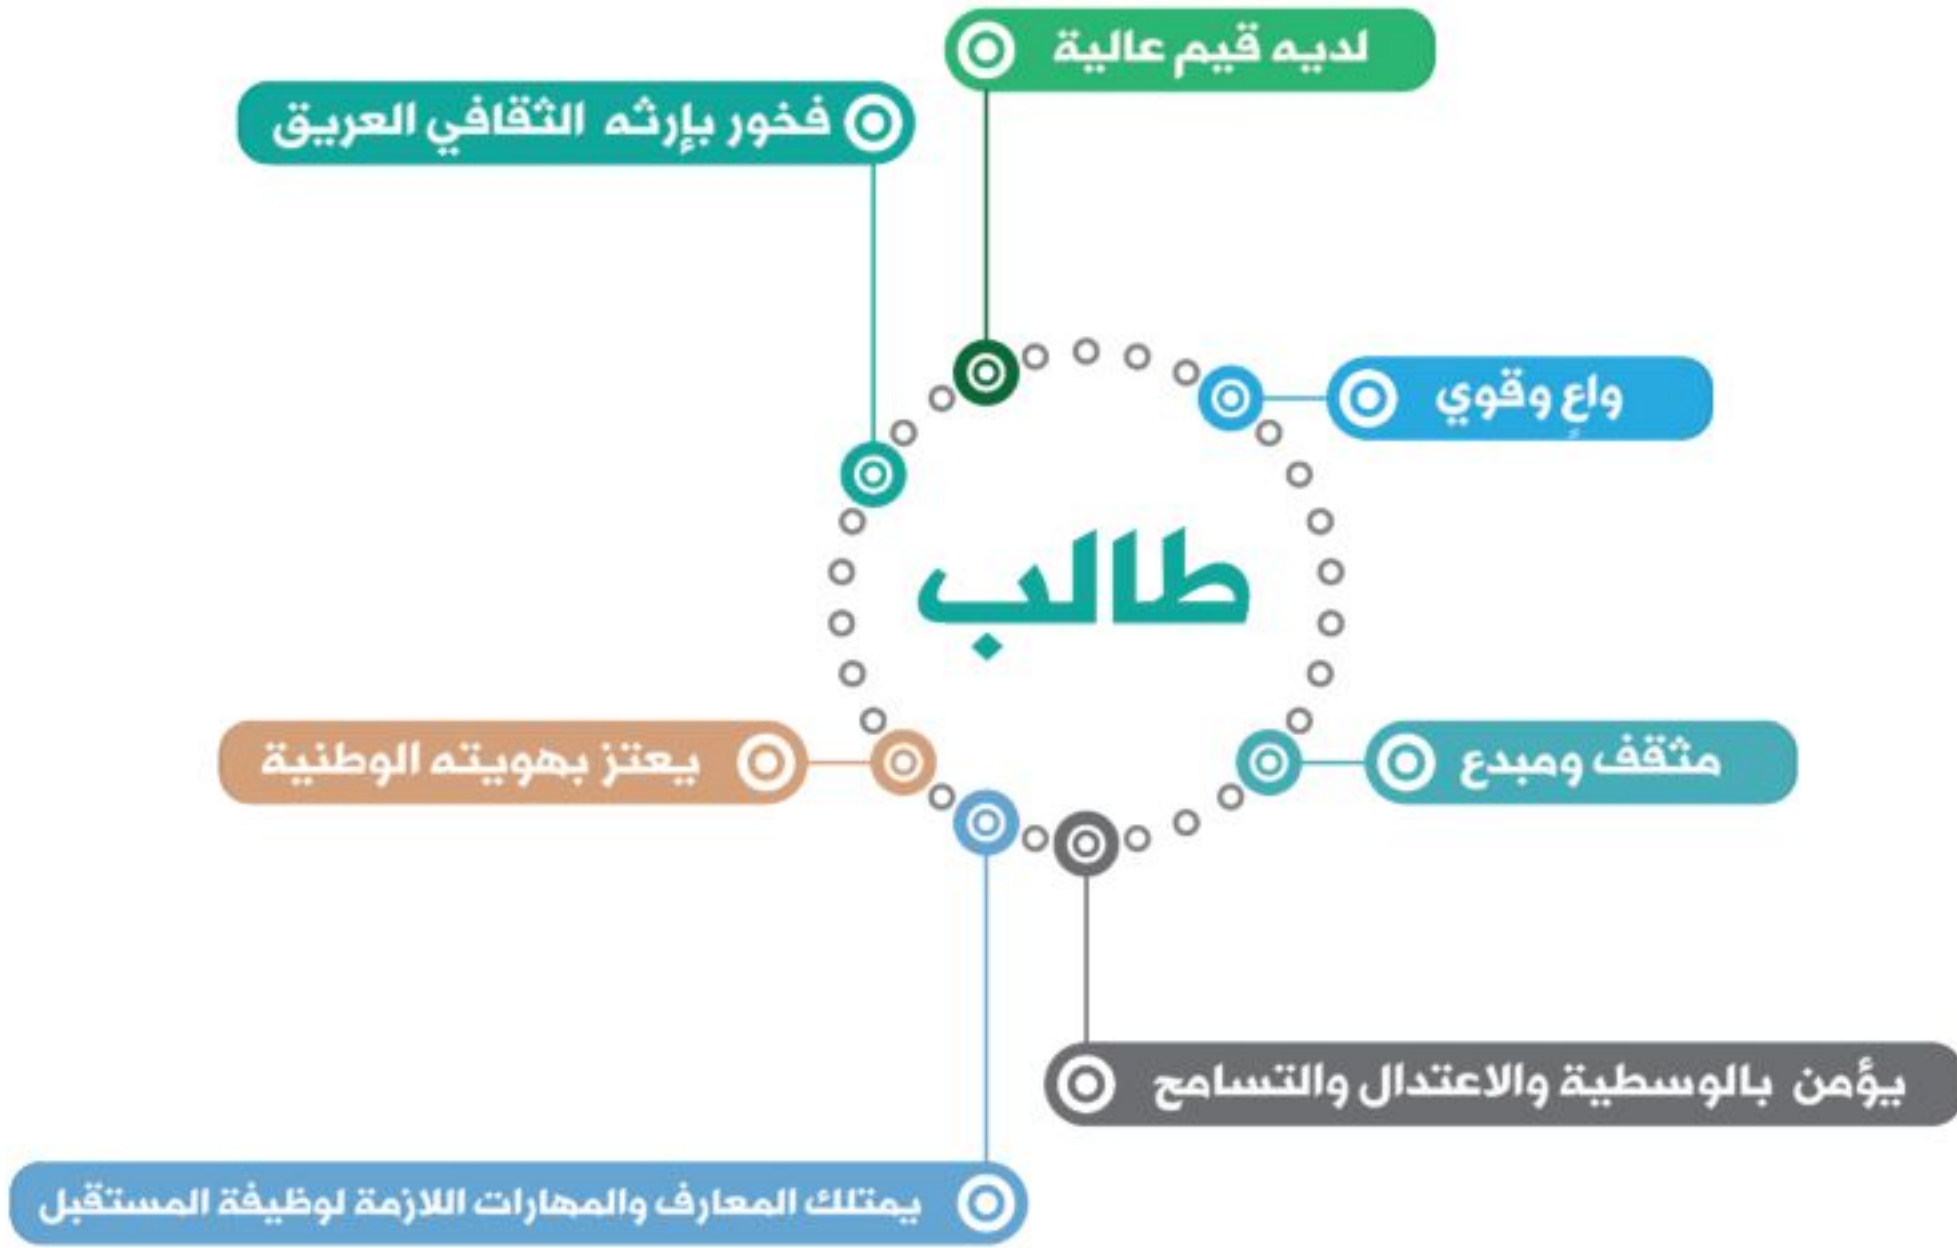 لديه قيم عالية
فخور بإرثه الثقافي العريق
واعٍ وقوي
طالب
يعتز بهويته الوطنية
مثقف ومبدع
يؤمن بالوسطية والاعتدال والتسامح
يمتلك المعارف والمهارات اللازمة لوظيفة المستقبل